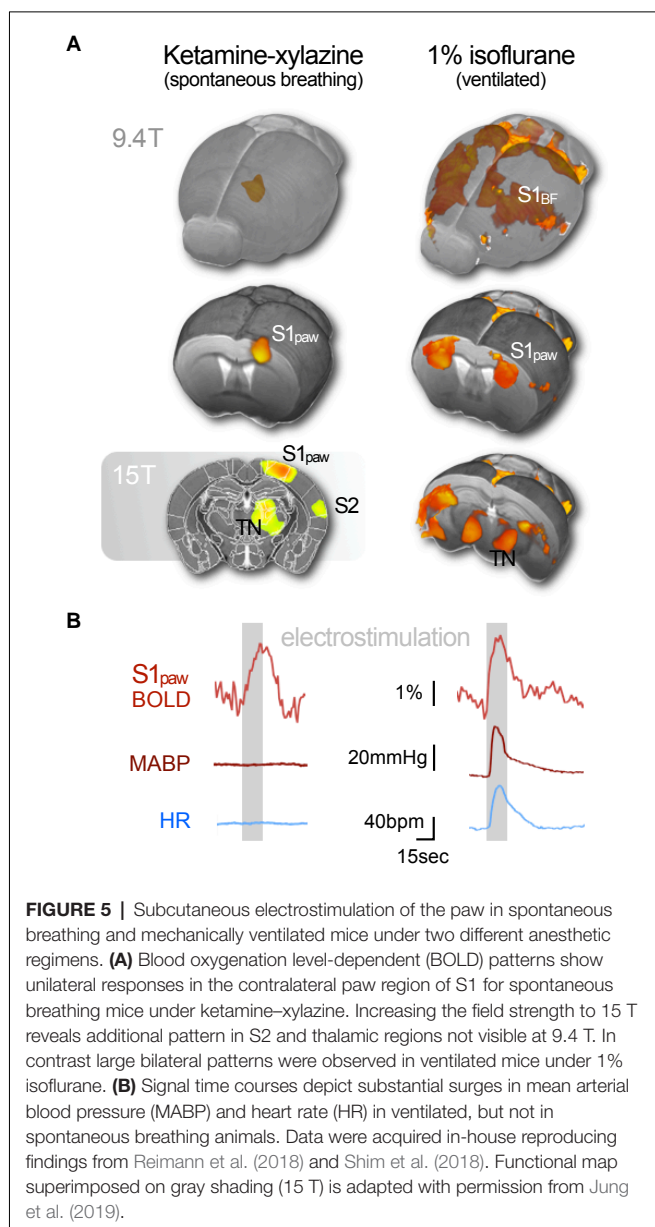 A
Ketamine-xylazine
(spontaneous breathing)
1% isoflurane
(ventilated)
9.4T
S1BF
S1paw
S1paw
15T
S1paw
S2
TN
TN
B
electrostimulation
S1paw
BOLD
1%
MABP
20mmHg
HR
40bpm
15sec
FIGURE 5 | Subcutaneous electrostimulation of the paw in spontaneous
breathing and mechanically ventilated mice under two different anesthetic
regimens. (A) Blood oxygenation level-dependent (BOLD) patterns show
unilateral responses in the contralateral paw region of S1 for spontaneous
breathing mice under ketamine–xylazine. Increasing the field strength to 15 T
reveals additional pattern in S2 and thalamic regions not visible at 9.4 T. In
contrast large bilateral patterns were observed in ventilated mice under 1%
isoflurane. (B) Signal time courses depict substantial surges in mean arterial
blood pressure (MABP) and heart rate (HR) in ventilated, but not in
spontaneous breathing animals. Data were acquired in-house reproducing
findings from Reimann et al. (2018) and Shim et al. (2018). Functional map
superimposed on gray shading (15 T) is adapted with permission from Jung
et al. (2019).